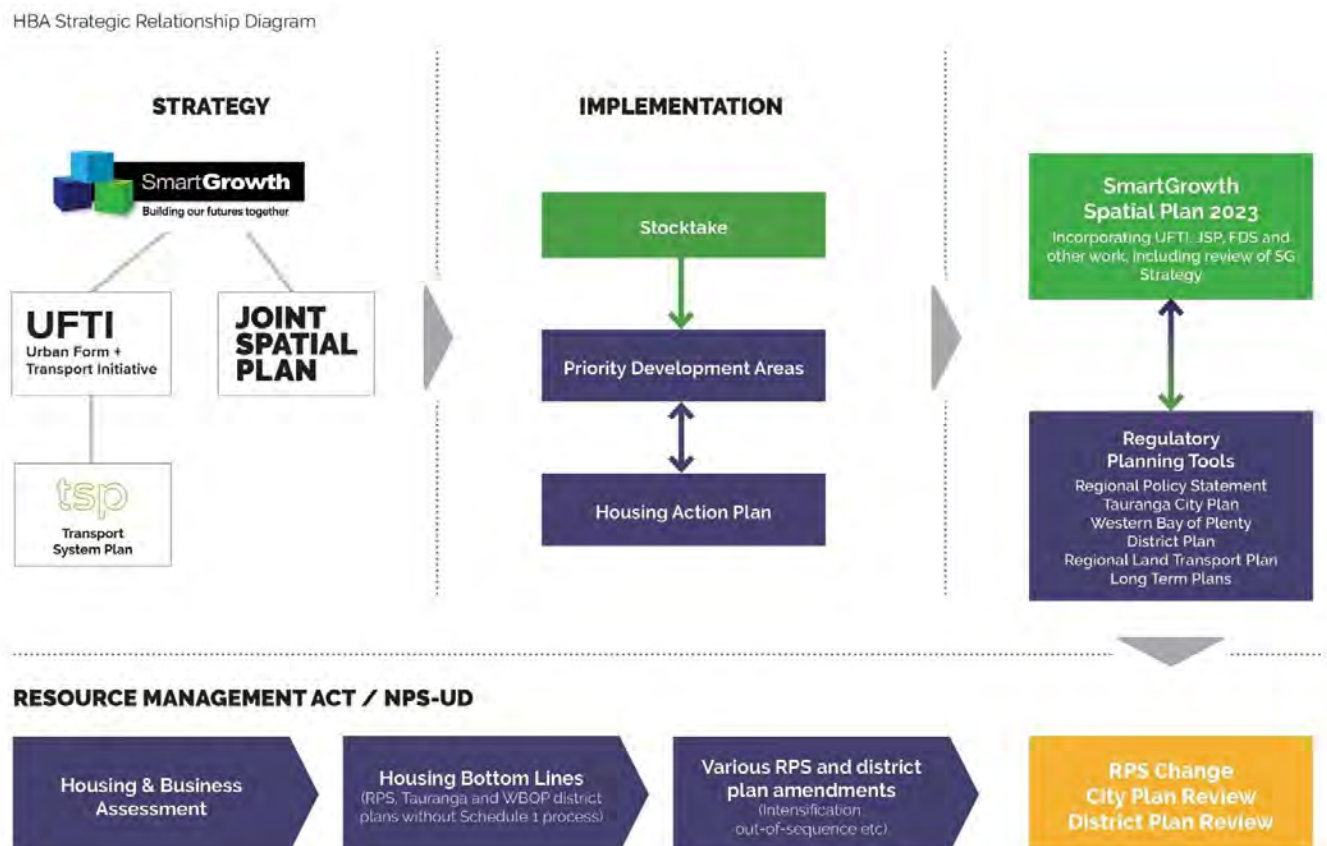 HBA Strategic Relationship Diagram
STRATEGY
SmartGrowth
Building our futures together
UFTI
Urban Form +
Transport Initiative
JOINT
SPATIAL
PLAN
tsp
Transport
System Plan
IMPLEMENTATION
Stocktake
Priority Development Areas
Housing Action Plan
SmartGrowth
Spatial Plan 2023
Incorporating UFTI, JSP, FDS and
other work, including review of SG
Strategy
Regulatory
Planning Tools
Regional Policy Statement
Tauranga City Plan
Western Bay of Plenty
District Plan
Regional Land Transport Plan
Long Term Plans
RESOURCE MANAGEMENT ACT / NPS-UD
Housing & Business
Assessment
Housing Bottom Lines
(RPS, Tauranga and WBOP district
plans without Schedule 1 process)
Various RPS and district
plan amendments
(Intensification
out-of-sequence etc)
RPS Change
City Plan Review
District Plan Review